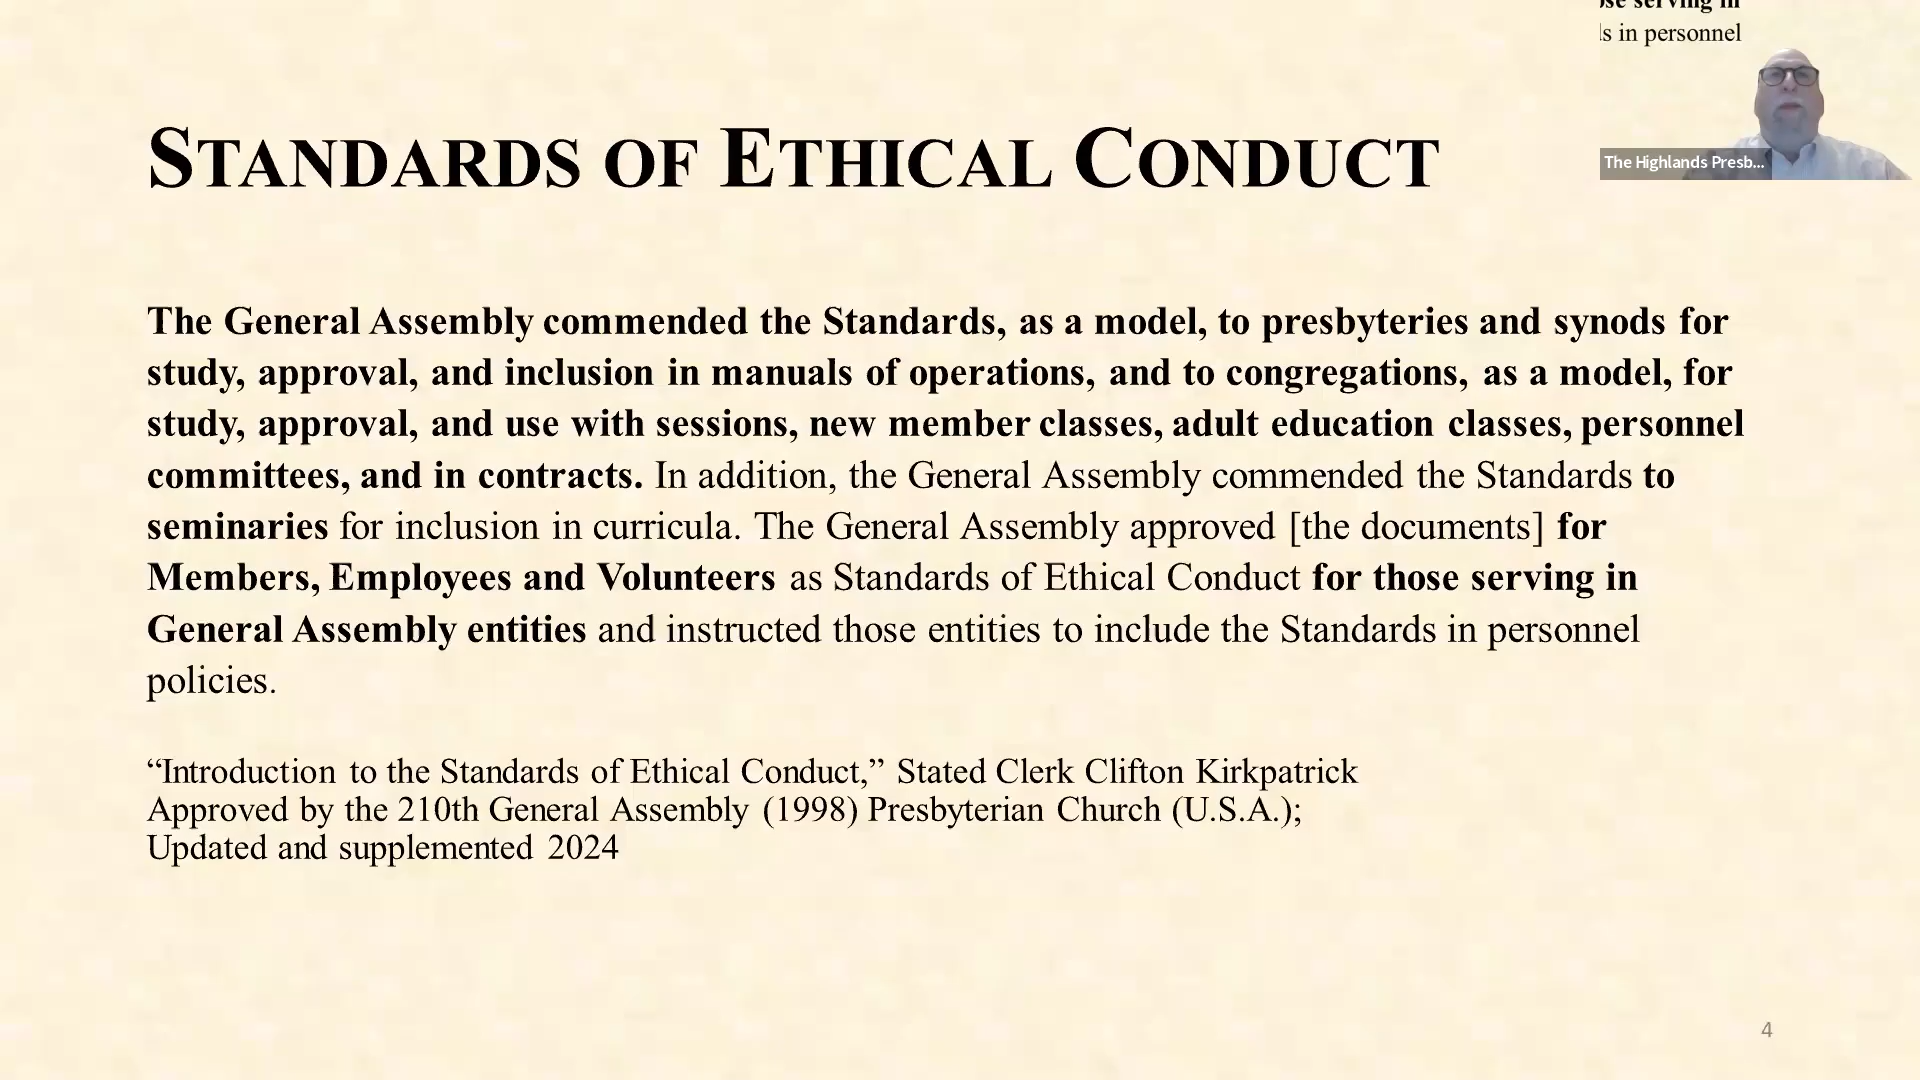 ose serving in
ls in personnel
STANDARDS OF ETHICAL CONDUCT
The Highlands Presb...
The General Assembly commended the Standards, as a model, to presbyteries and synods for
study, approval, and inclusion in manuals of operations, and to congregations, as a model, for
study, approval, and use with sessions, new member classes, adult education classes, personnel
committees, and in contracts. In addition, the General Assembly commended the Standards to
seminaries for inclusion in curricula. The General Assembly approved [the documents] for
Members, Employees and Volunteers as Standards of Ethical Conduct for those serving in
General Assembly entities and instructed those entities to include the Standards in personnel
policies.
“Introduction to the Standards of Ethical Conduct,” Stated Clerk Clifton Kirkpatrick
Approved by the 210th General Assembly (1998) Presbyterian Church (U.S.A.);
Updated and supplemented 2024
4